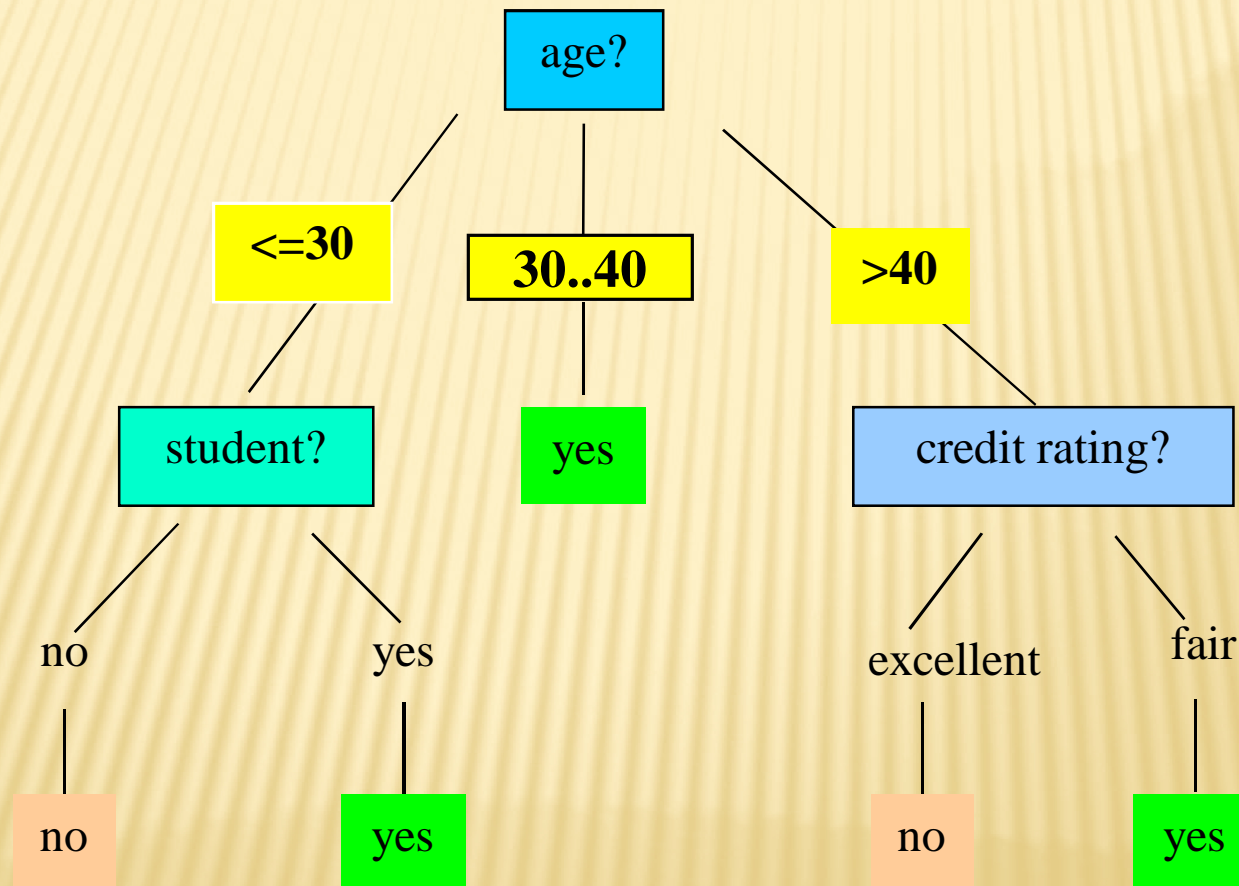 age?
<=30
30..40
>40
student?
yes
credit rating?
no
yes
excellent
fair
no
yes
no
yes